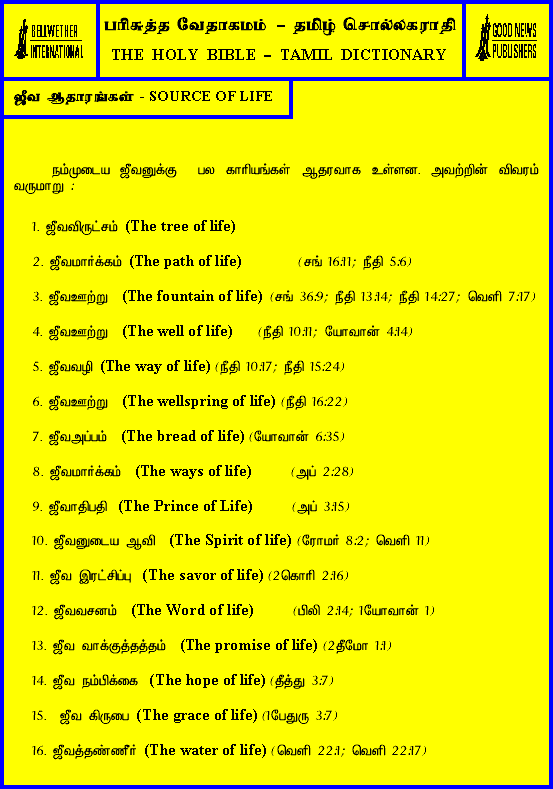 BELLWETHER
INTERNATIONAL
பரிசுத்த வேதாகமம் – தமிழ் சொல்லகராதி
THE HOLY BIBLE – TAMIL DICTIONARY
GOOD NEWS
PUBLISHERS
ஜீவ ஆதாரங்கள் - SOURCE OF LIFE
நம்முடைய ஜீவனுக்கு பல காரியங்கள் ஆதரவாக உள்ளன. அவற்றின் விவரம்
வருமாறு :
1. ஜீவவிருட்சம் (The tree of life)
2. ஜீவமார்க்கம் (The path of life) (சங் 16:11; நீதி 5:6)
3. ஜீவஊற்று (The fountain of life) (சங் 36:9; நீதி 13:14; நீதி 14:27; வெளி 7:17)
4. ஜீவஊற்று (The well of life) (நீதி 10:11; யோவான் 4:14)
5. ஜீவவழி (The way of life) (நீதி 10:17; நீதி 15:24)
6. ஜீவஊற்று (The wellspring of life) (நீதி 16:22)
7. ஜீவஅப்பம் (The bread of life) (யோவான் 6:35)
8. ஜீவமார்க்கம் (The ways of life) (அப் 2:28)
9. ஜீவாதிபதி (The Prince of Life) (அப் 3:15)
10. ஜீவனுடைய ஆவி (The Spirit of life) (ரோமர் 8:2; வெளி 11)
11. ஜீவ இரட்சிப்பு (The savor of life) (2கொரி 2:16)
12. ஜீவவசனம் (The Word of life) (பிலி 2:14; 1யோவான் 1)
13. ஜீவ வாக்குத்தத்தம் (The promise of life) (2தீமோ 1:1)
14. ஜீவ நம்பிக்கை (The hope of life) (தீத்து 3:7)
15. ஜீவ கிருபை (The grace of life) (1பேதுரு 3:7)
16. ஜீவத்தண்ணீர் (The water of life) (வெளி 22:1; வெளி 22:17)